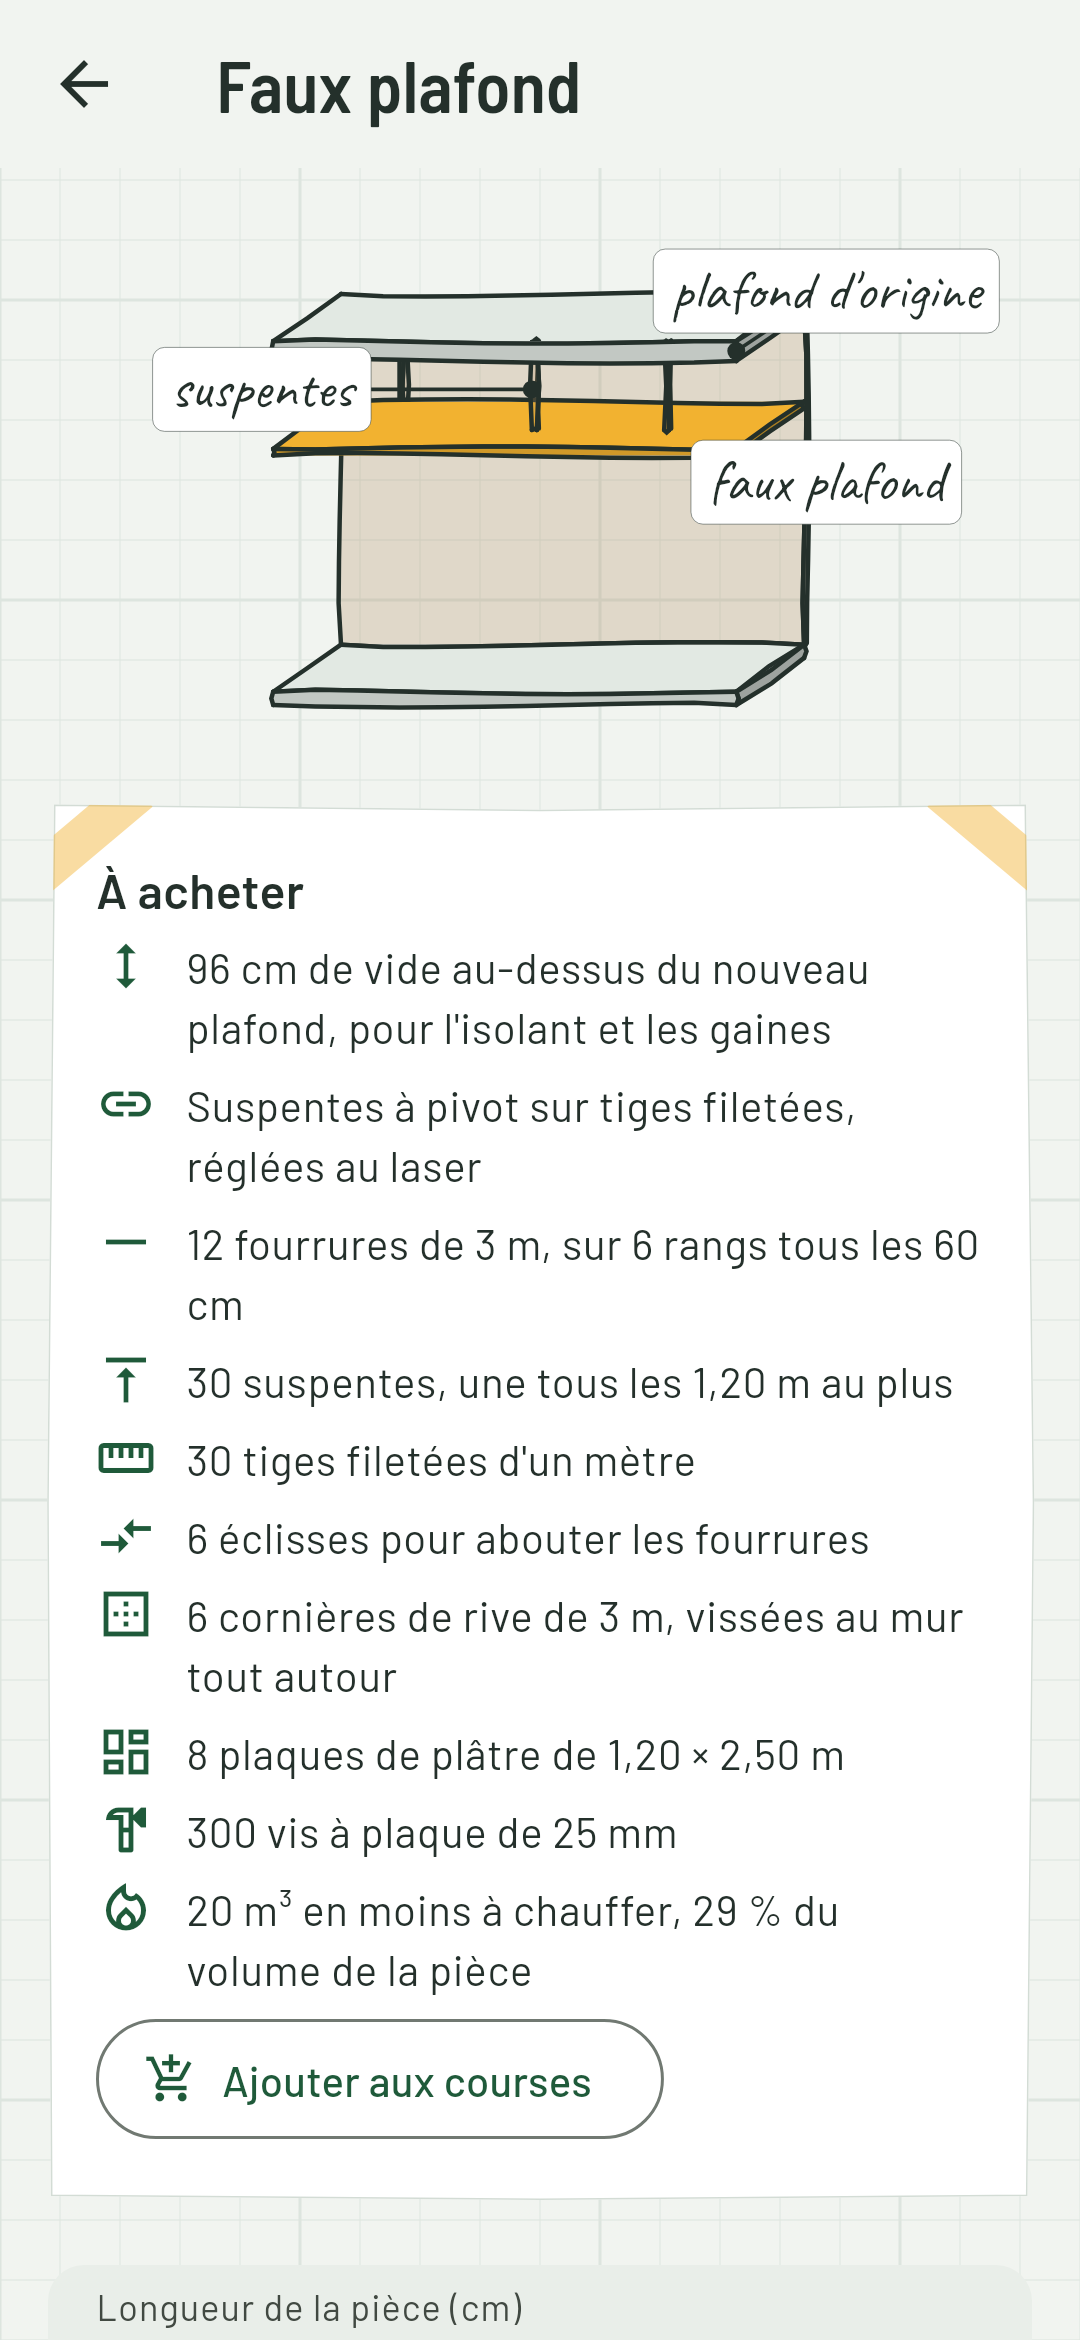 Faux plafond
plafond d'origine
suspentes
faux plafond
À acheter
96 cm de vide au-dessus du nouveau
plafond, pour l'isolant et les gaines
Suspentes à pivot sur tiges filetées,
réglées au laser
12 fourrures de 3 m, sur 6 rangs tous les 60
cm
30 suspentes, une tous les 1,20 m au plus
30 tiges filetées d'un mètre
6 éclisses pour abouter les fourrures
6 cornières de rive de 3 m, vissées au mur
tout autour
8 plaques de plâtre de 1,20 × 2,50 m
300 vis à plaque de 25 mm
20 m³ en moins à chauffer, 29 % du
volume de la pièce
Ajouter aux courses
Longueur de la pièce (cm)